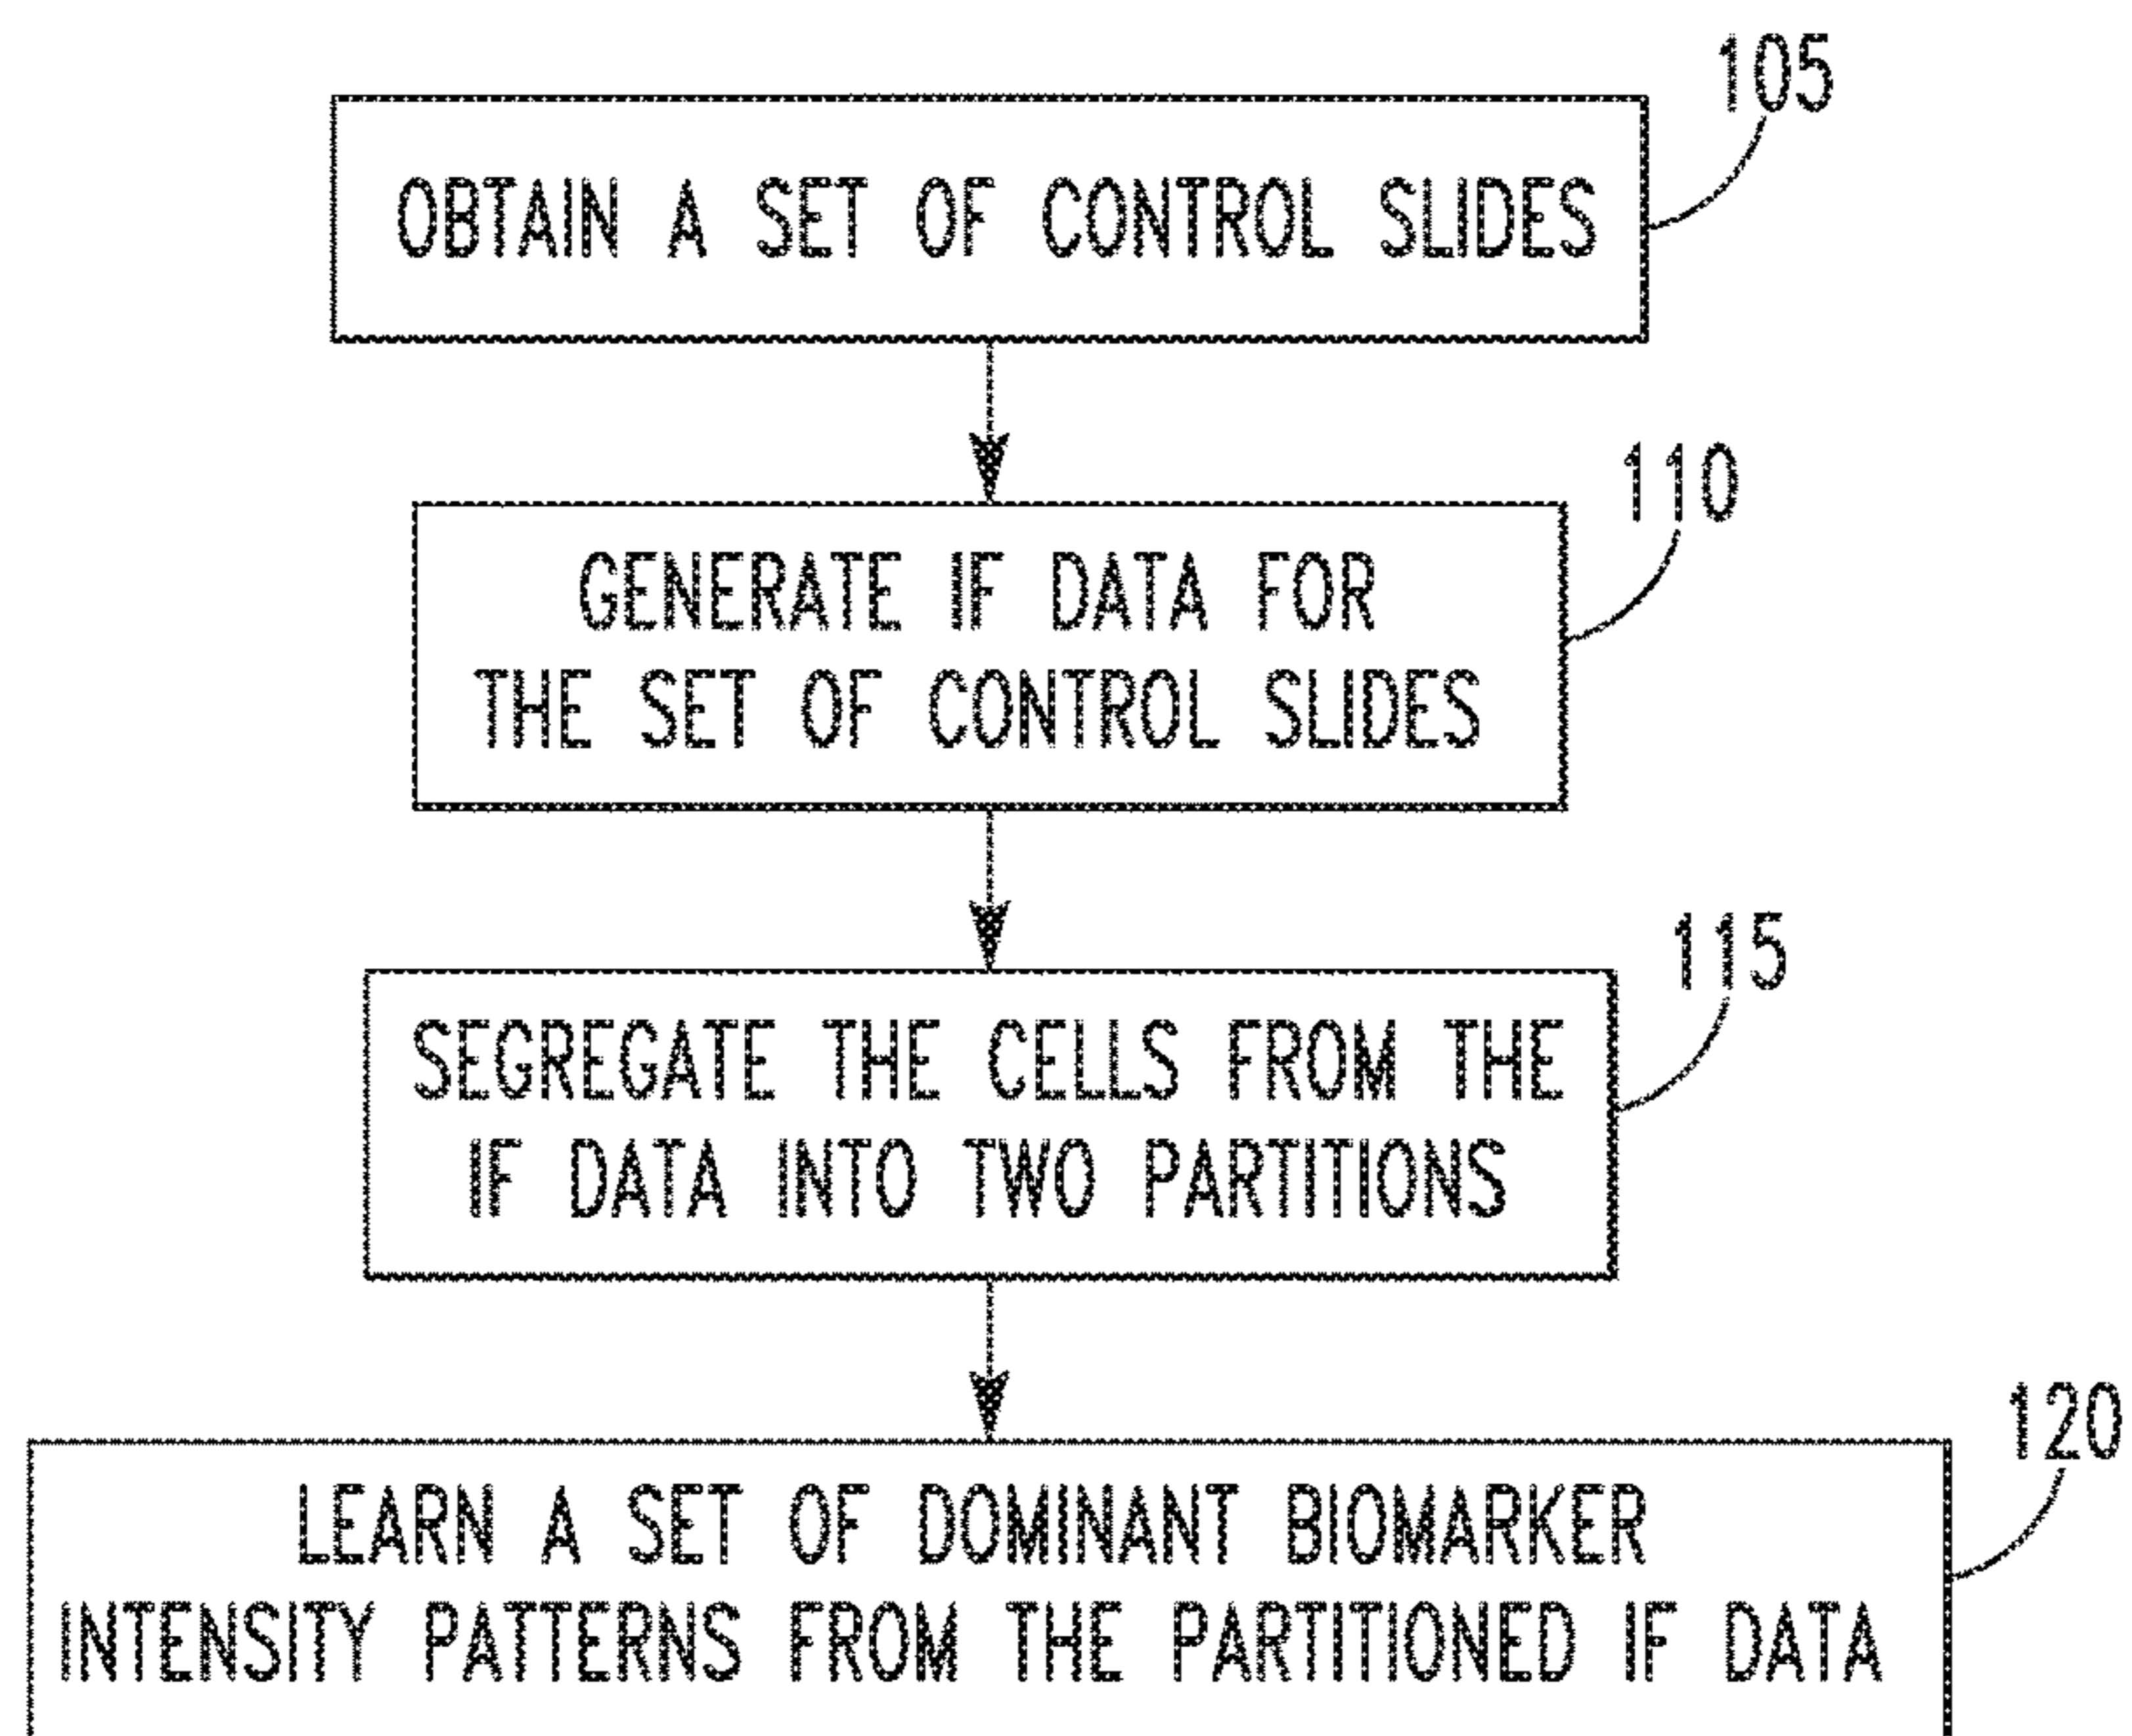 105
OBTAIN A SET OF CONTROL SLIDES
110
GENERATE IF DATA FOR
THE SET OF CONTROL SLIDES
115
SEGREGATE THE CELLS FROM THE
IF DATA INTO TWO PARTITIONS
120
LEARN A SET OF DOMINANT BIOMARKER
INTENSITY PATTERNS FROM THE PARTITIONED IF DATA